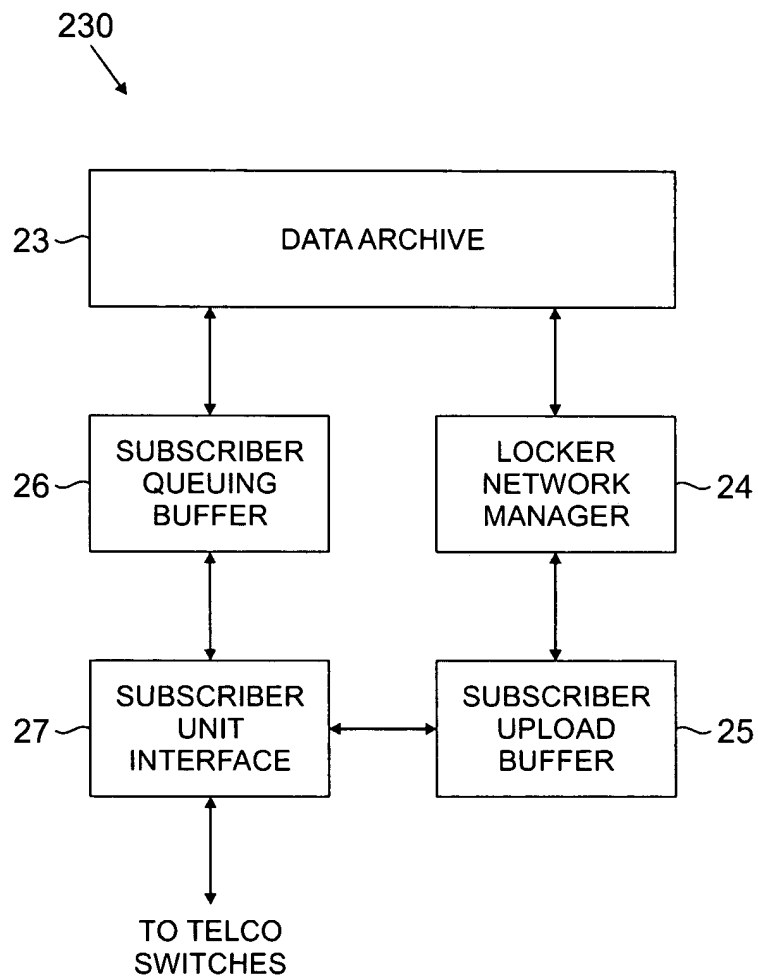 230
23
DATA ARCHIVE
26
SUBSCRIBER
QUEUING
BUFFER
LOCKER
NETWORK
MANAGER
24
27
SUBSCRIBER
UNIT
INTERFACE
SUBSCRIBER
UPLOAD
BUFFER
25
TO TELCO
SWITCHES